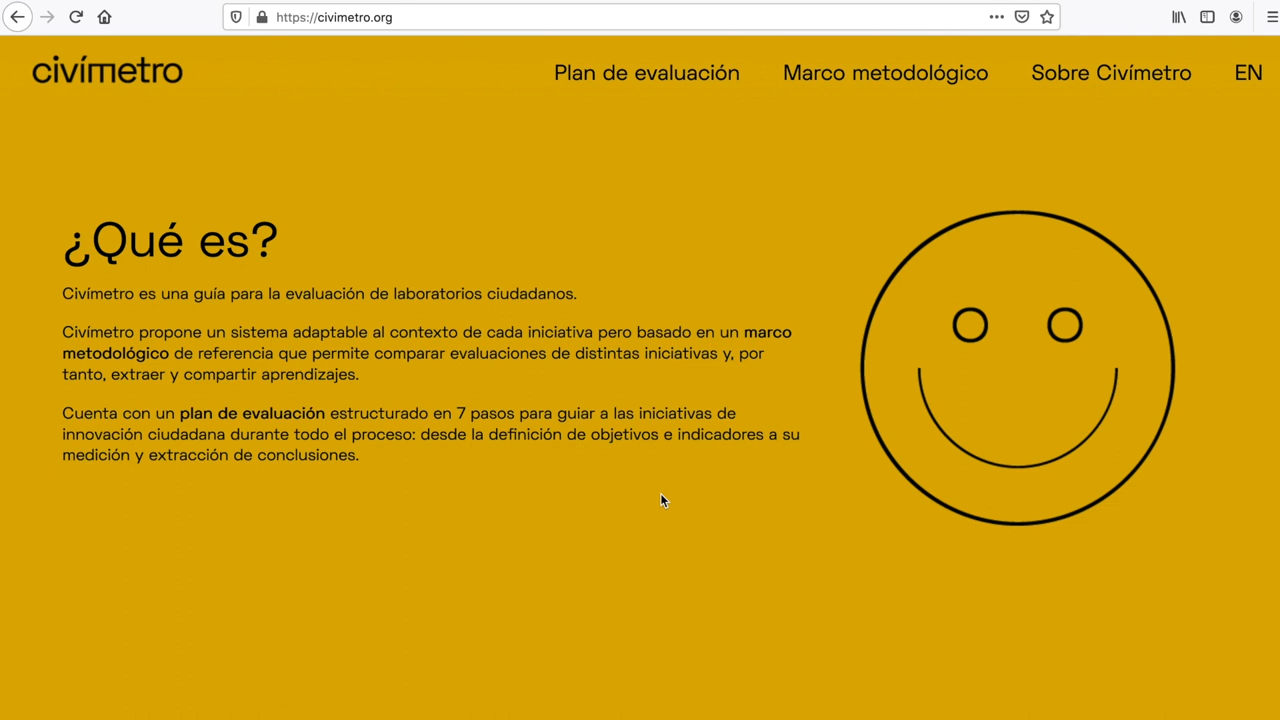 https://civimetro.org
civímetro
Plan de evaluación
Marco metodológico
Sobre Civímetro
EN
¿Qué es?
Civímetro es una guía para la evaluación de laboratorios ciudadanos.
Civímetro propone un sistema adaptable al contexto de cada iniciativa pero basado en un marco
metodológico de referencia que permite comparar evaluaciones de distintas iniciativas y, por
tanto, extraer y compartir aprendizajes.
Cuenta con un plan de evaluación estructurado en 7 pasos para guiar a las iniciativas de
innovación ciudadana durante todo el proceso: desde la definición de objetivos e indicadores a su
medición y extracción de conclusiones.